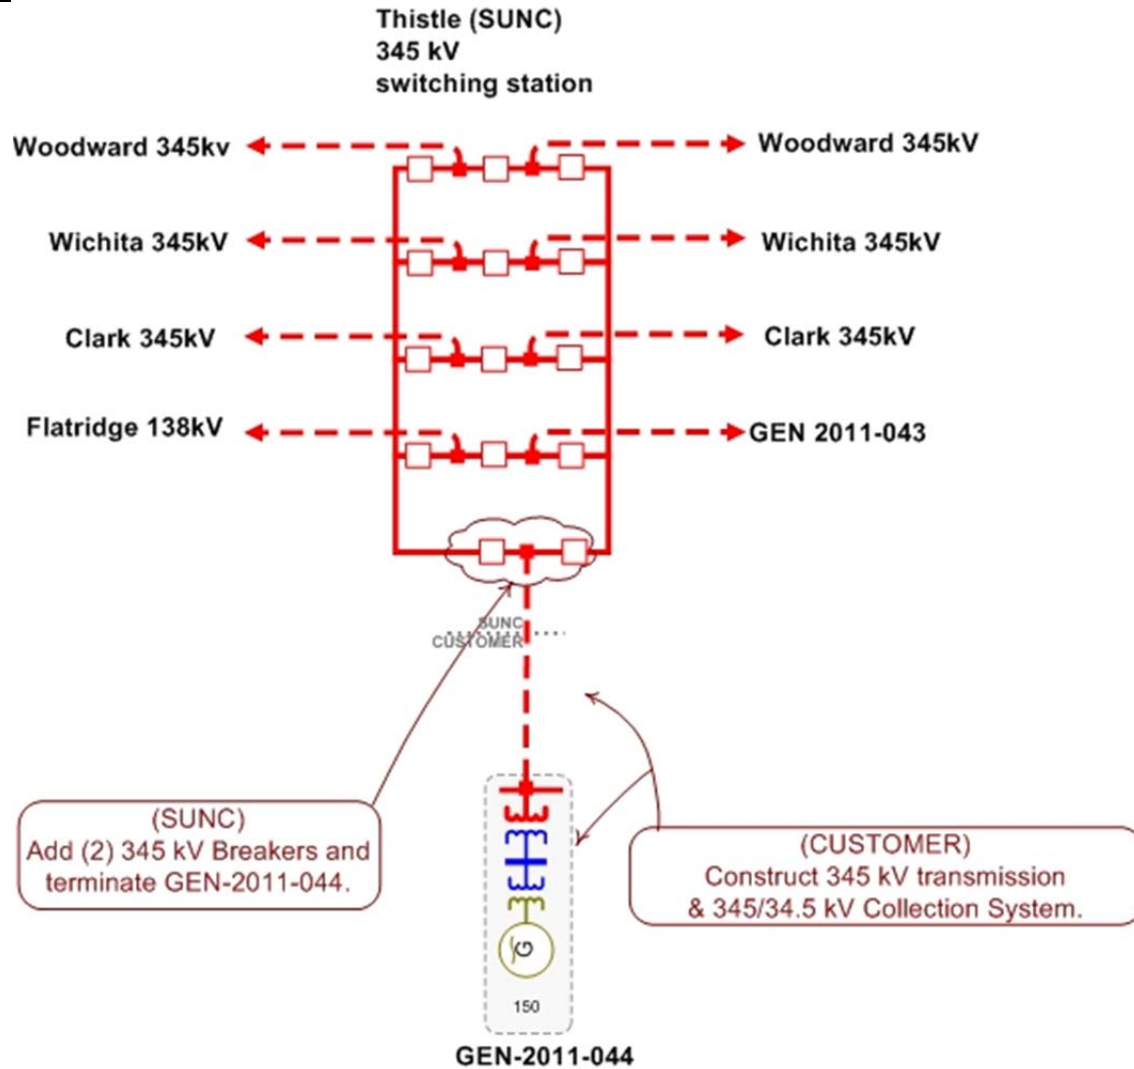 Thistle (SUNC)
345 kV
switching station
Woodward 345kv
Woodward 345kV
Wichita 345kV
Wichita 345kV
Clark 345kV
Clark 345kV
Flatridge 138kV
GEN 2011-043
SUNC
CUSTOMER
(SUNC)
Add (2) 345 kV Breakers and
terminate GEN-2011-044.
(CUSTOMER)
Construct 345 kV transmission
& 345/34.5 kV Collection System.
G
150
GEN-2011-044